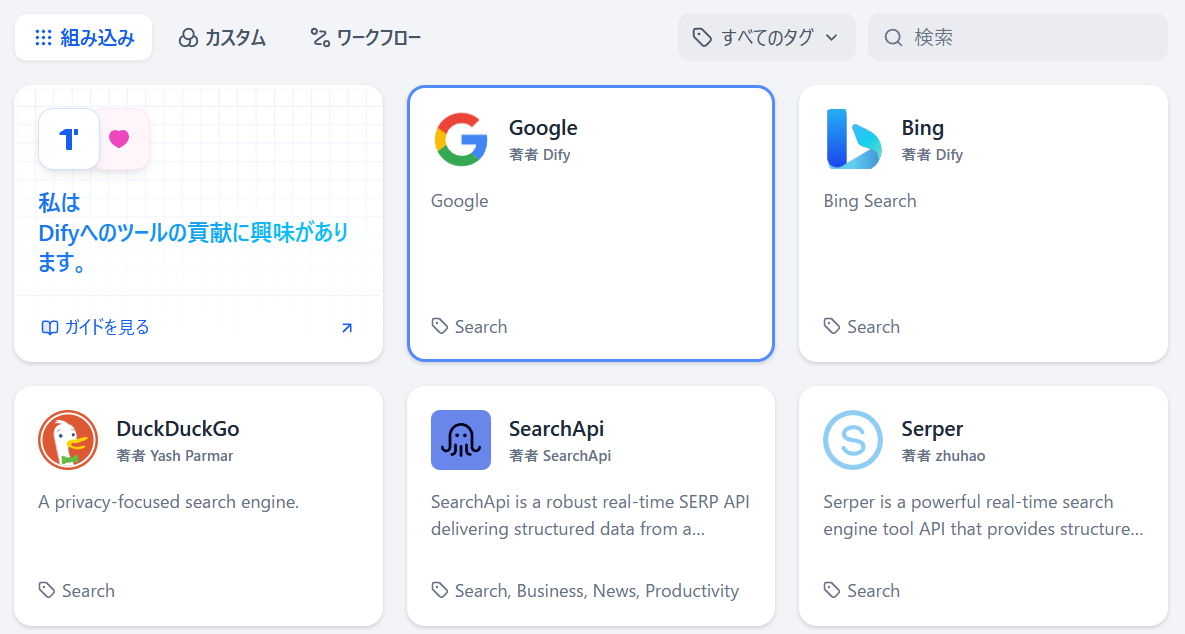 組み込み カスタム ワークフロー すべてのタグ 検索
私は
Difyへのツールの貢献に興味があり
ます。
ガイドを見る
Google
著者 Dify
Google
Search
Bing
著者 Dify
Bing Search
Search
DuckDuckGo
著者 Yash Parmar
A privacy-focused search engine.
Search
SearchApi
著者 SearchApi
SearchApi is a robust real-time SERP API
delivering structured data from a...
Search, Business, News, Productivity
Serper
著者 zhuhao
Serper is a powerful real-time search
engine tool API that provides structure...
Search